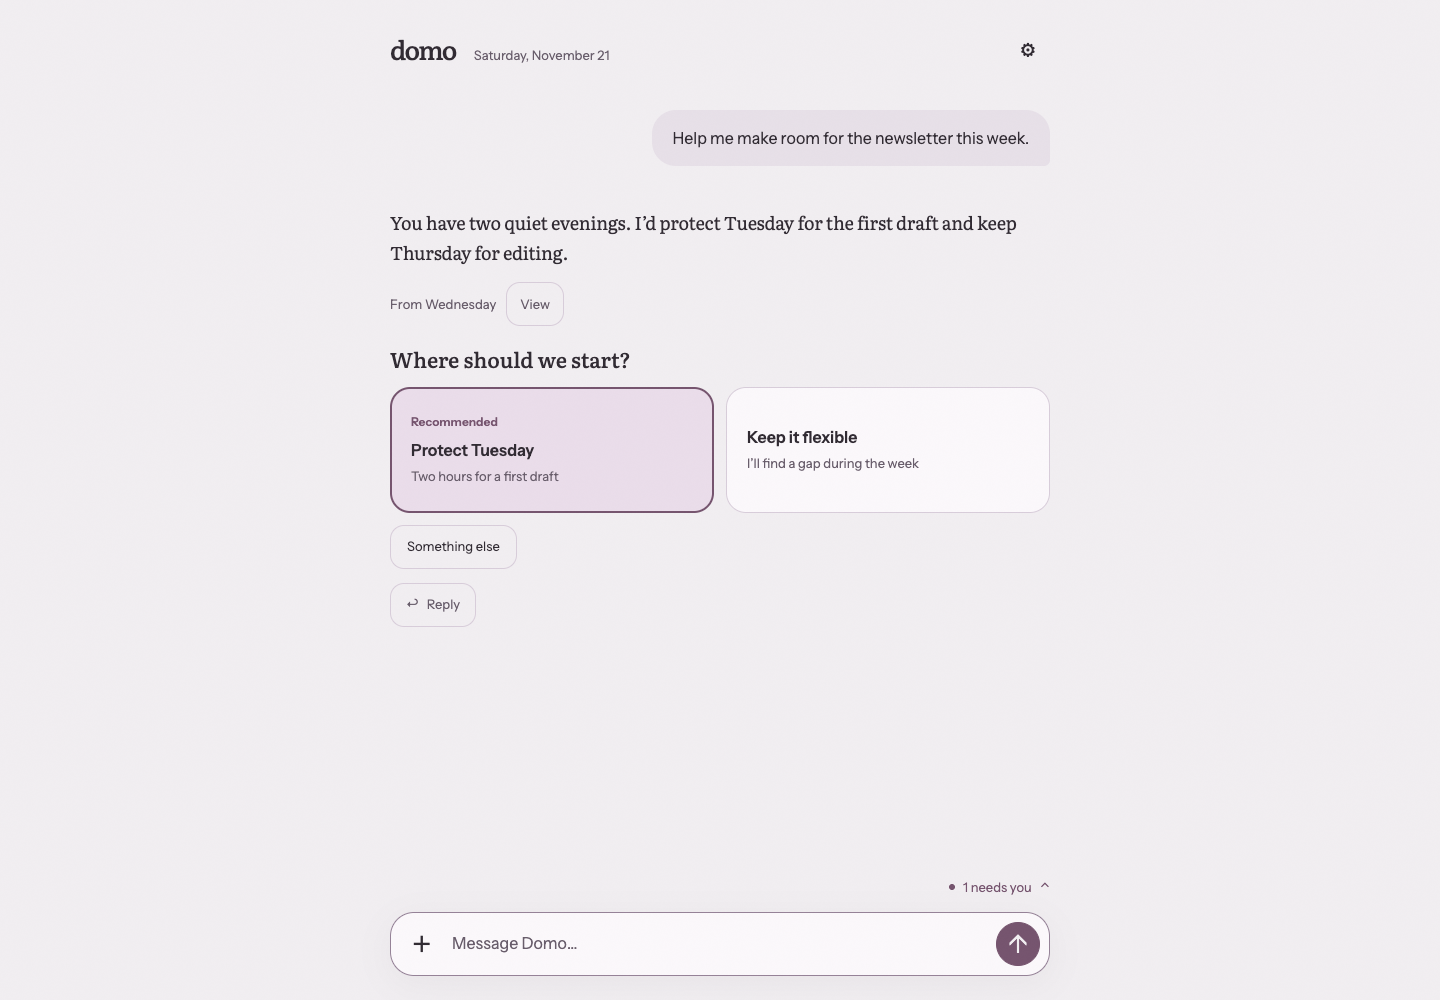 domo
Saturday, November 21
Help me make room for the newsletter this week.
You have two quiet evenings. I’d protect Tuesday for the first draft and keep
Thursday for editing.
From Wednesday
View
Where should we start?
Recommended
Protect Tuesday
Two hours for a first draft
Keep it flexible
I’ll find a gap during the week
Something else
Reply
1 needs you
Message Domo…